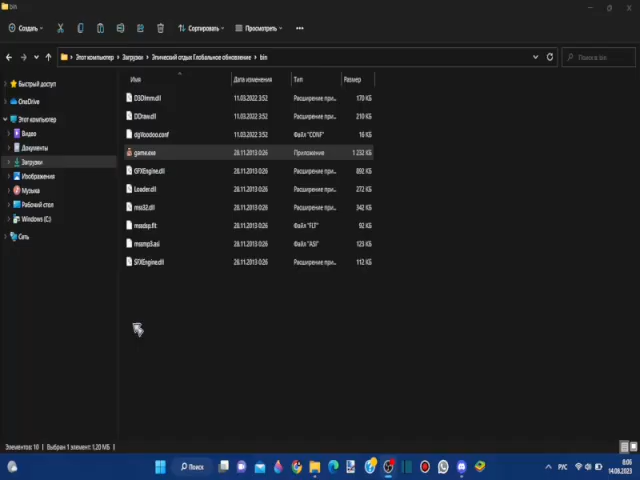 bin
Создать
Сортировать
Просмотреть
Этот компьютер > Загрузки > Эпический отдых Глобальное обновление > bin
Поиск в: bin
Имя Дата изменения Тип Размер
Быстрый доступ
OneDrive
Этот компьютер
Видео
Документы
Загрузки
Изображения
Музыка
Рабочий стол
Windows (C:)
Сеть
D3DImm.dll 11.03.2022 3:52 Расширение при... 170 КБ
DDraw.dll 11.03.2022 3:52 Расширение при... 210 КБ
dgVoodoo.conf 11.03.2022 3:52 Файл "CONF" 16 КБ
game.exe 28.11.2013 0:26 Приложение 1 232 КБ
GFXEngine.dll 28.11.2013 0:26 Расширение при... 892 КБ
Loader.dll 28.11.2013 0:26 Расширение при... 272 КБ
mss32.dll 28.11.2013 0:26 Расширение при... 342 КБ
mssdsp.flt 28.11.2013 0:26 Файл "FLT" 92 КБ
mssmp3.asi 28.11.2013 0:26 Файл "ASI" 123 КБ
SFXEngine.dll 28.11.2013 0:26 Расширение при... 112 КБ
Элементов: 10 | Выбран 1 элемент: 1,20 МБ |
Поиск
РУС
8:06
14.08.2023